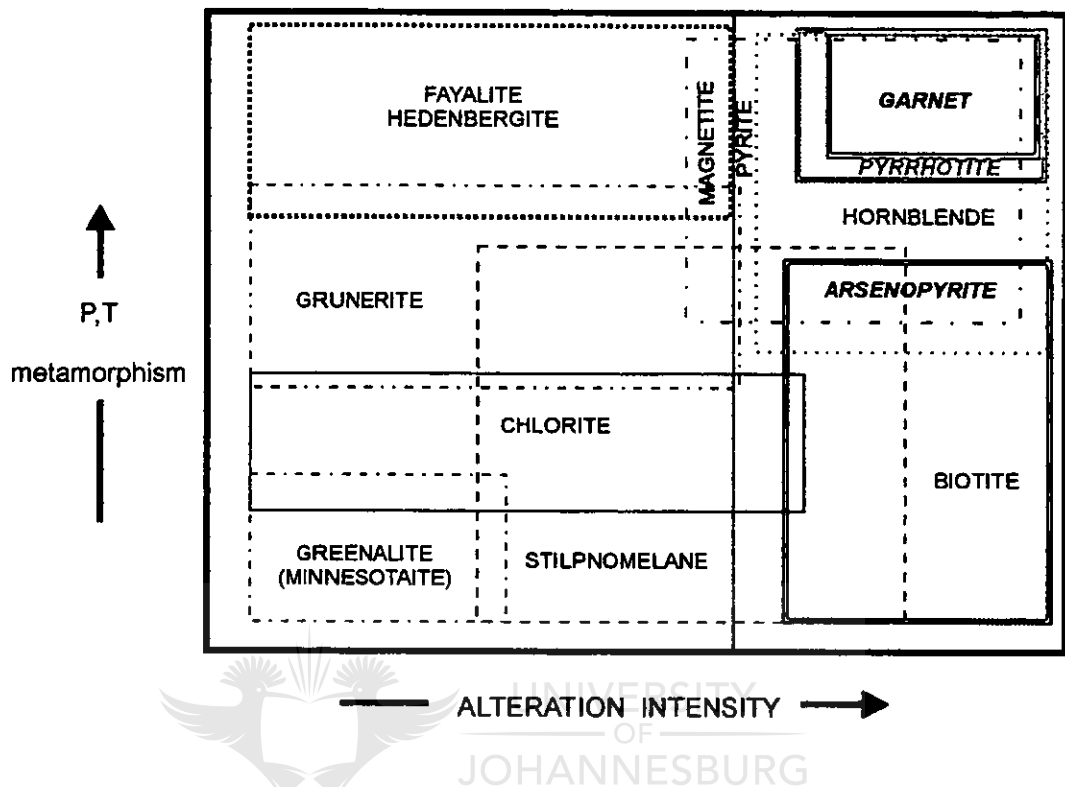 FAYALITE
HEDENBERGITE
MAGNETITE
PYRITE
GARNET
PYRRHOTITE
HORNBLENDE
P,T
metamorphism
GRUNERITE
ARSENOPYRITE
CHLORITE
BIOTITE
GREENALITE
(MINNESOTAITE)
STILPNOMELANE
ALTERATION INTENSITY
UNIVERSITY
OF
JOHANNESBURG